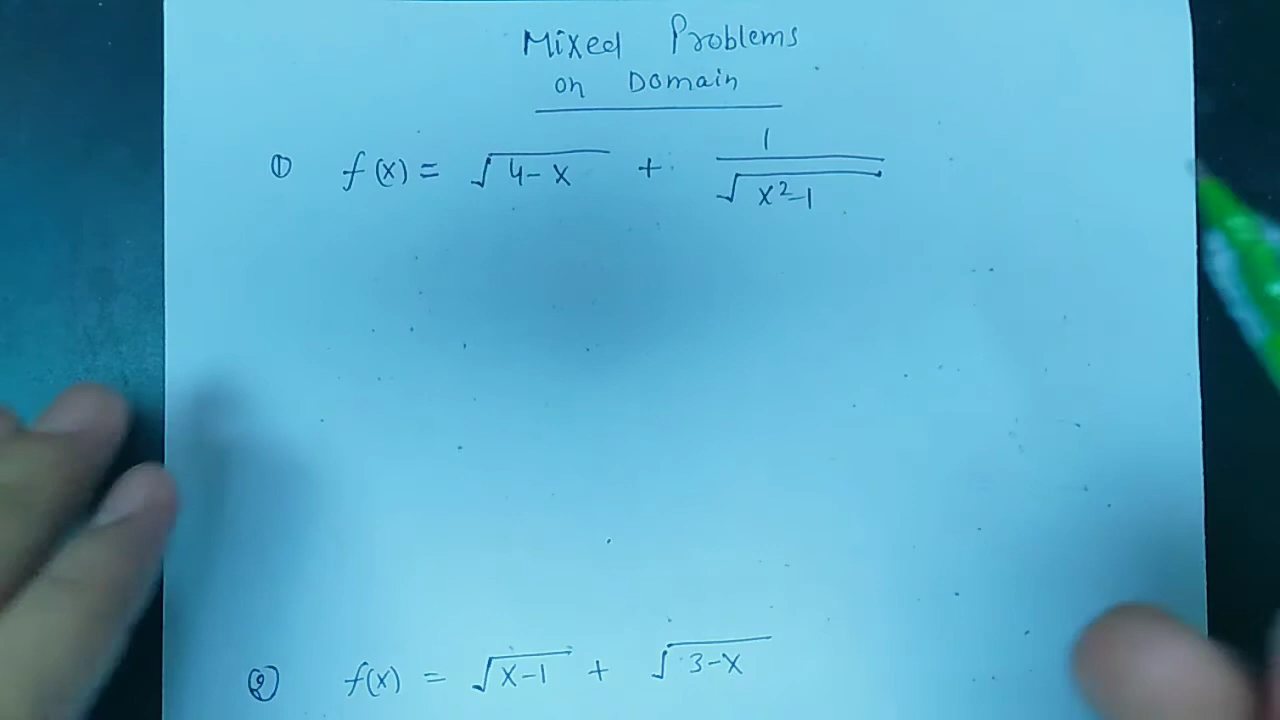 Mixed Problems
on Domain
① f(x) = √(4-x) + 1/√(x²-1)
② f(x) = √(x-1) + √(3-x)